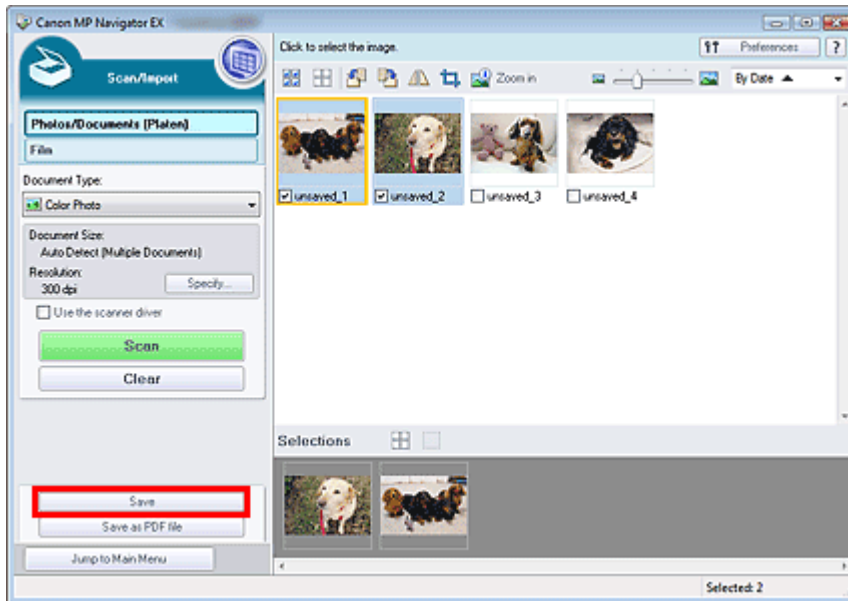 Canon MP Navigator EX
Scan/Import
Photos/Documents (Platen)
Film
Document Type:
Color Photo
Document Size:
Auto Detect (Multiple Documents)
Resolution:
300 dpi
Specify...
Use the scanner driver
Scan
Clear
Save
Save as PDF file
Jump to Main Menu
Click to select the image.
Preferences
?
Zoom in
By Date
unsaved_1
unsaved_2
unsaved_3
unsaved_4
Selections
Selected: 2